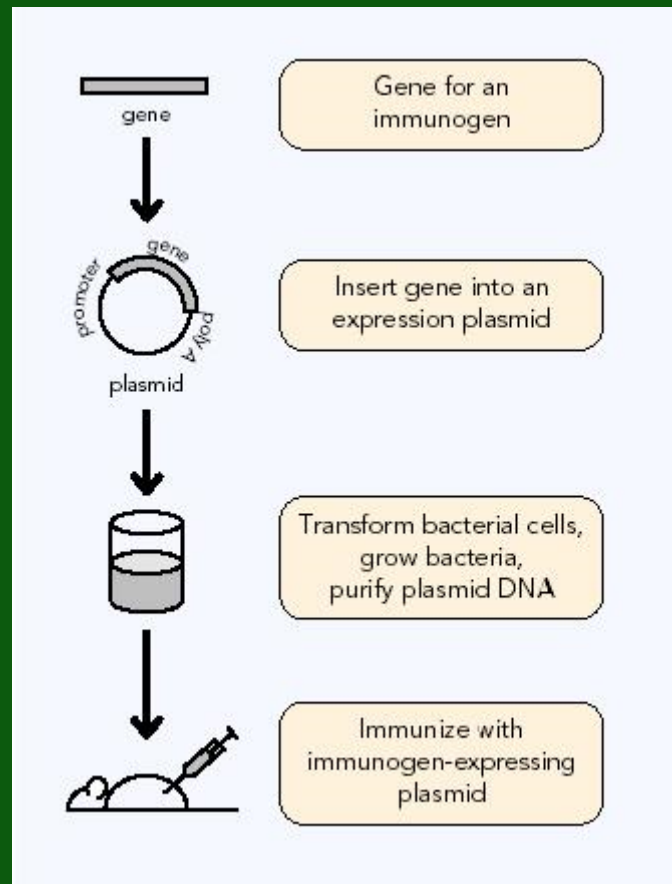 gene
Gene for an
immunogen
promoter
gene
poly A
plasmid
Insert gene into an
expression plasmid
Transform bacterial cells,
grow bacteria,
purify plasmid DNA
Immunize with
immunogen-expressing
plasmid